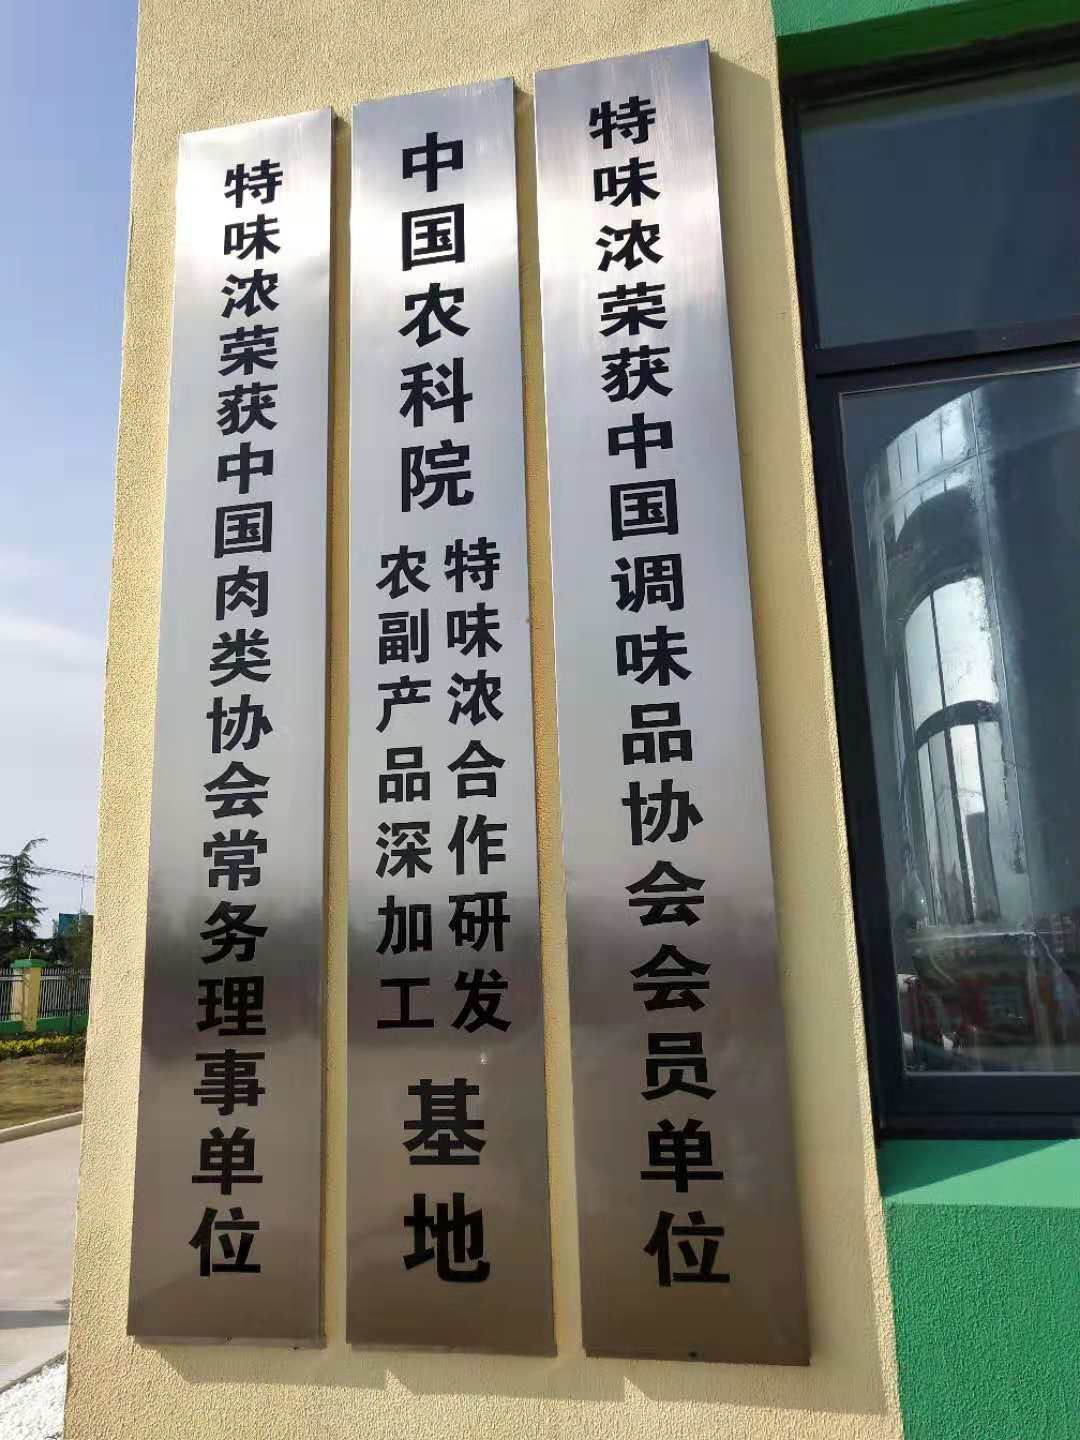 特味浓荣获中国肉类协会常务理事单位
中国农科院
特味浓合作研发
农副产品深加工
基地
特味浓荣获中国调味品协会会员单位